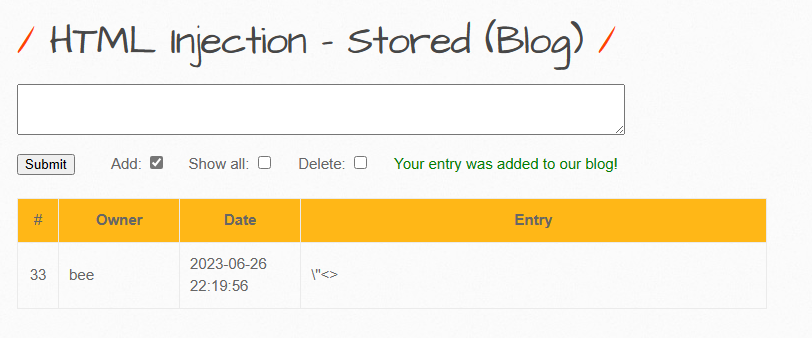 / HTML Injection - Stored (Blog) /
Submit Add: Show all: Delete: Your entry was added to our blog!
# Owner Date Entry
33 bee 2023-06-26 \"<>
22:19:56